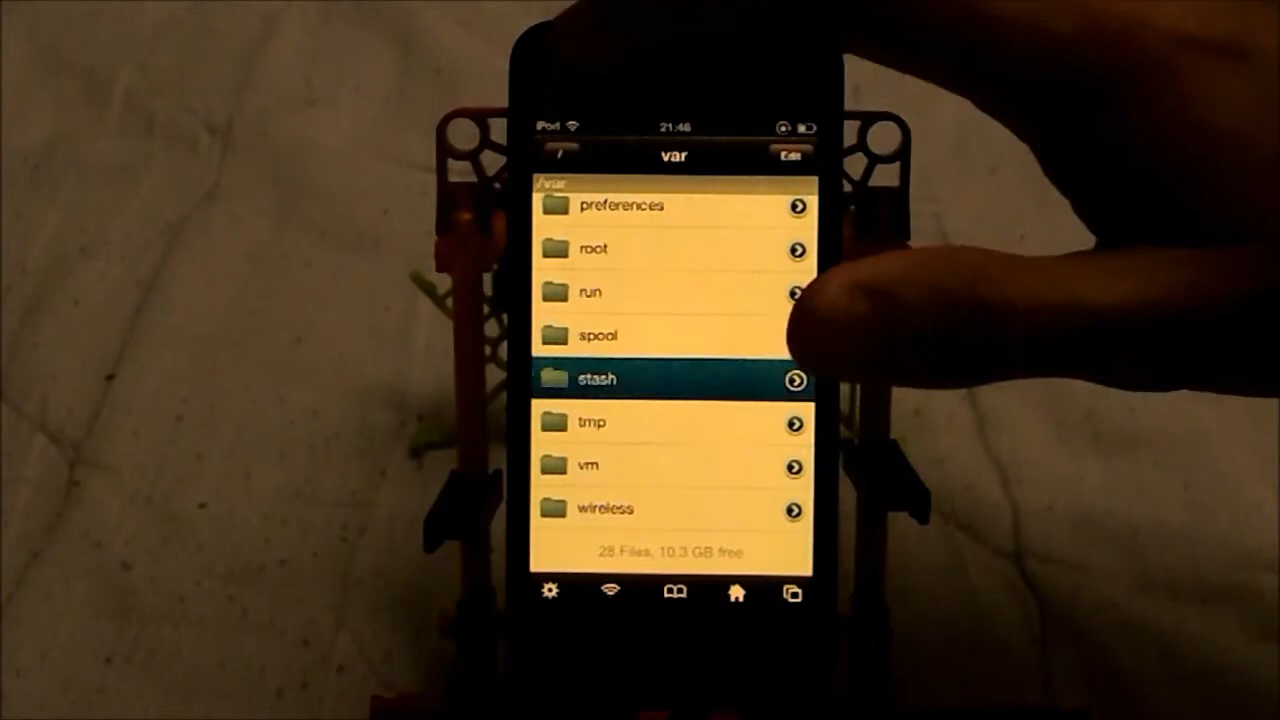 iPod 21:46
/ var Edit
/var
preferences
root
run
spool
stash
tmp
vm
wireless
28 Files, 10.3 GB free